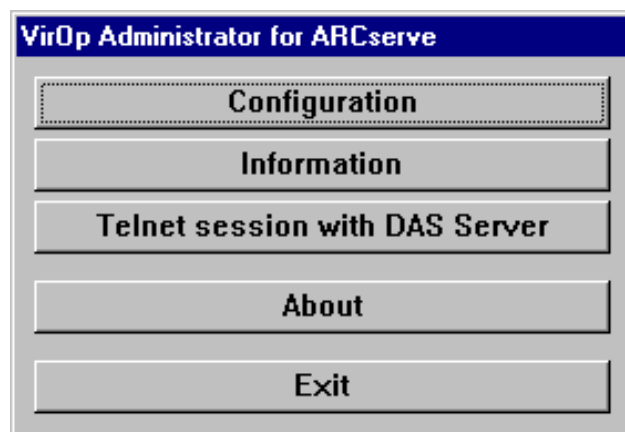 VirOp Administrator for ARCserve
Configuration
Information
Telnet session with DAS Server
About
Exit